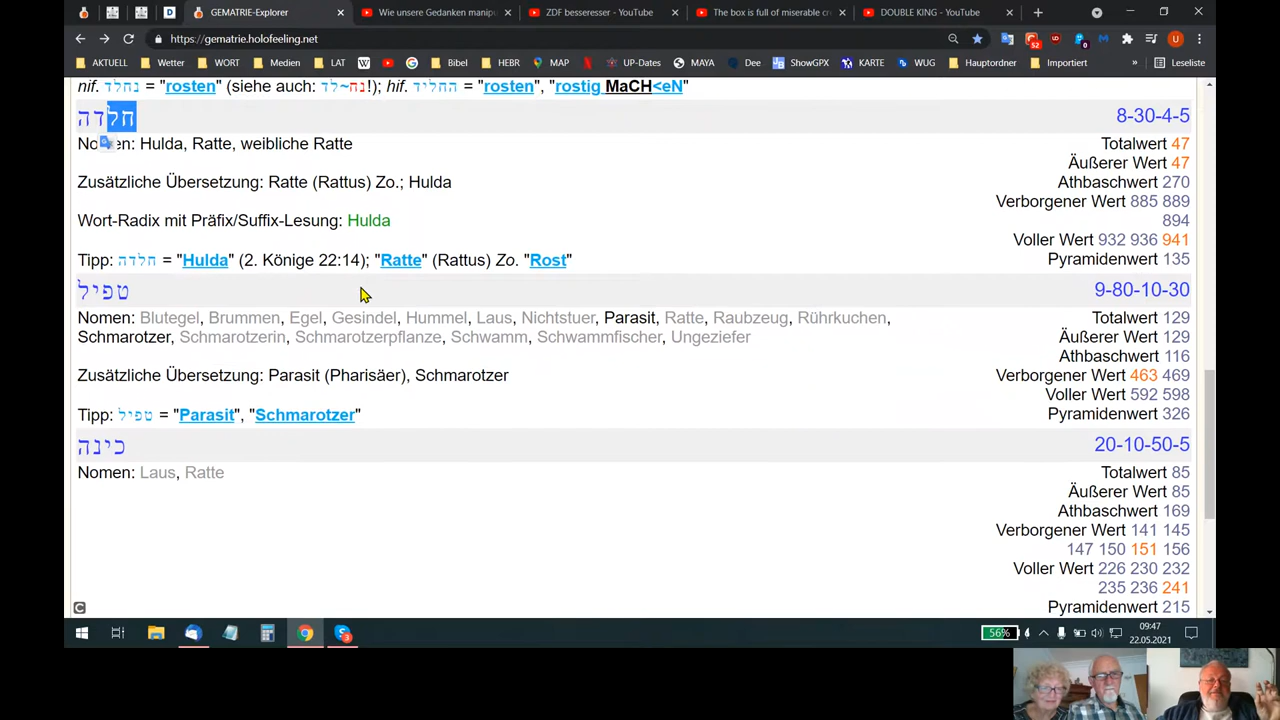 GEMATRIE-Explorer
Wie unsere Gedanken manipu
ZDF besseresser - YouTube
The box is full of miserable cre
DOUBLE KING - YouTube
https://gematrie.holofeeling.net
52
0
U
AKTUELL
Wetter
WORT
Medien
LAT
Bibel
HEBR
MAP
UP-Dates
MAYA
Dee
ShowGPX
KARTE
WUG
Hauptordner
Importiert
Leseliste
nif. נחלד = "rosten" (siehe auch: נח~לד!); hif. החליד = "rosten", "rostig MaCH<eN"
חלדה 8-30-4-5
Nomen: Hulda, Ratte, weibliche Ratte
Totalwert 47
Äußerer Wert 47
Zusätzliche Übersetzung: Ratte (Rattus) Zo.; Hulda
Athbaschwert 270
Verborgener Wert 885 889
894
Wort-Radix mit Präfix/Suffix-Lesung: Hulda
Voller Wert 932 936 941
Tipp: חלדה = "Hulda" (2. Könige 22:14); "Ratte" (Rattus) Zo. "Rost"
Pyramidenwert 135
טפיל 9-80-10-30
Nomen: Blutegel, Brummen, Egel, Gesindel, Hummel, Laus, Nichtstuer, Parasit, Ratte, Raubzeug, Rührkuchen,
Schmarotzer, Schmarotzerin, Schmarotzerpflanze, Schwamm, Schwammfischer, Ungeziefer
Totalwert 129
Äußerer Wert 129
Athbaschwert 116
Zusätzliche Übersetzung: Parasit (Pharisäer), Schmarotzer
Verborgener Wert 463 469
Voller Wert 592 598
Tipp: טפיל = "Parasit", "Schmarotzer"
Pyramidenwert 326
כינה 20-10-50-5
Nomen: Laus, Ratte
Totalwert 85
Äußerer Wert 85
Athbaschwert 169
Verborgener Wert 141 145
147 150 151 156
Voller Wert 226 230 232
235 236 241
Pyramidenwert 215
56%
09:47
22.05.2021